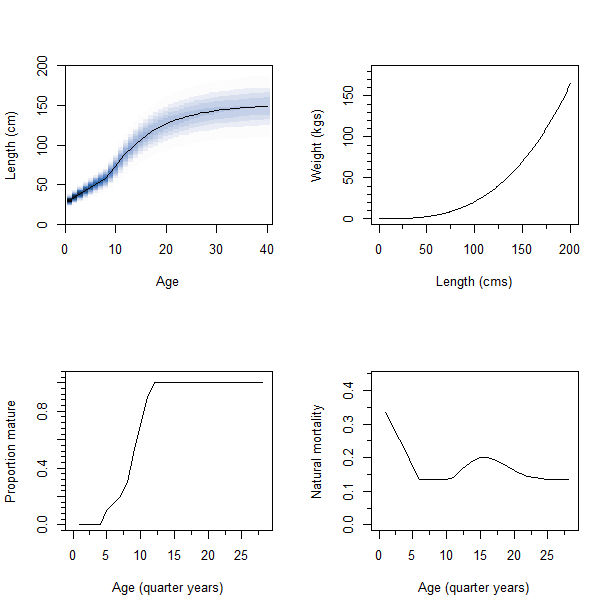 Length (cm)
0 50 100 150 200
0 10 20 30 40
Age
Weight (kgs)
0 50 100 150
0 50 100 150 200
Length (cms)
Proportion mature
0.0 0.4 0.8
0 5 10 15 20 25
Age (quarter years)
Natural mortality
0.0 0.1 0.2 0.3 0.4
0 5 10 15 20 25
Age (quarter years)